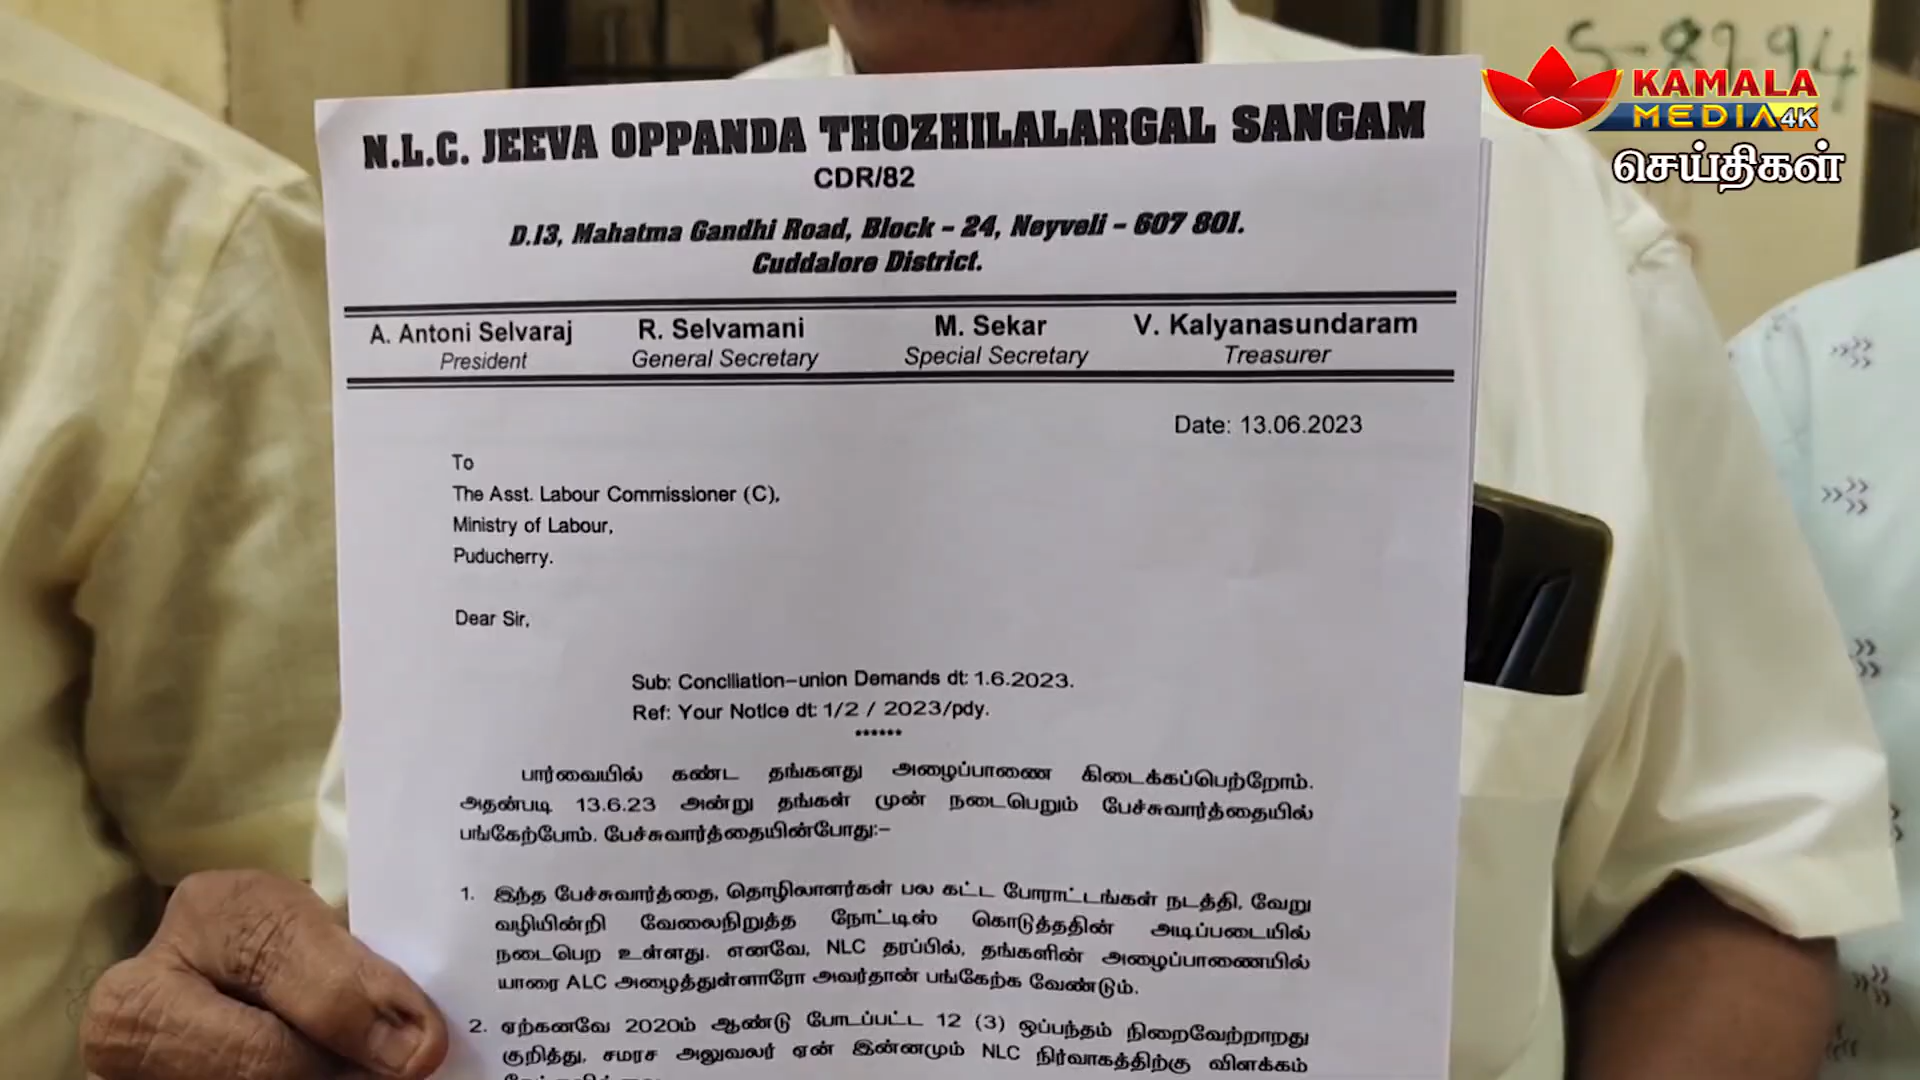 S-8294
KAMALA
MEDIA 4K
செய்திகள்
N.L.C. JEEVA OPPANDA THOZHILALARGAL SANGAM
CDR/82
D.13, Mahatma Gandhi Road, Block - 24, Neyveli - 607 801.
Cuddalore District.
A. Antoni Selvaraj R. Selvamani M. Sekar V. Kalyanasundaram
President General Secretary Special Secretary Treasurer
Date: 13.06.2023
To
The Asst. Labour Commissioner (C),
Ministry of Labour,
Puducherry.
Dear Sir,
Sub: Conciliation-union Demands dt: 1.6.2023.
Ref: Your Notice dt: 1/2 / 2023/pdy.
******
பார்வையில் கண்ட தங்களது அழைப்பாணை கிடைக்கப்பெற்றோம்.
அதன்படி 13.6.23 அன்று தங்கள் முன் நடைபெறும் பேச்சுவார்த்தையில்
பங்கேற்போம். பேச்சுவார்த்தையின்போது:-
1. இந்த பேச்சுவார்த்தை, தொழிலாளர்கள் பல கட்ட போராட்டங்கள் நடத்தி, வேறு
வழியின்றி வேலைநிறுத்த நோட்டிஸ் கொடுத்ததின் அடிப்படையில்
நடைபெற உள்ளது. எனவே, NLC தரப்பில், தங்களின் அழைப்பாணையில்
யாரை ALC அழைத்துள்ளாரோ அவர்தான் பங்கேற்க வேண்டும்.
2. ஏற்கனவே 2020ம் ஆண்டு போடப்பட்ட 12 (3) ஒப்பந்தம் நிறைவேற்றாறது
குறித்து, சமரச அலுவலர் ஏன் இன்னமும் NLC நிர்வாகத்திற்கு விளக்கம்